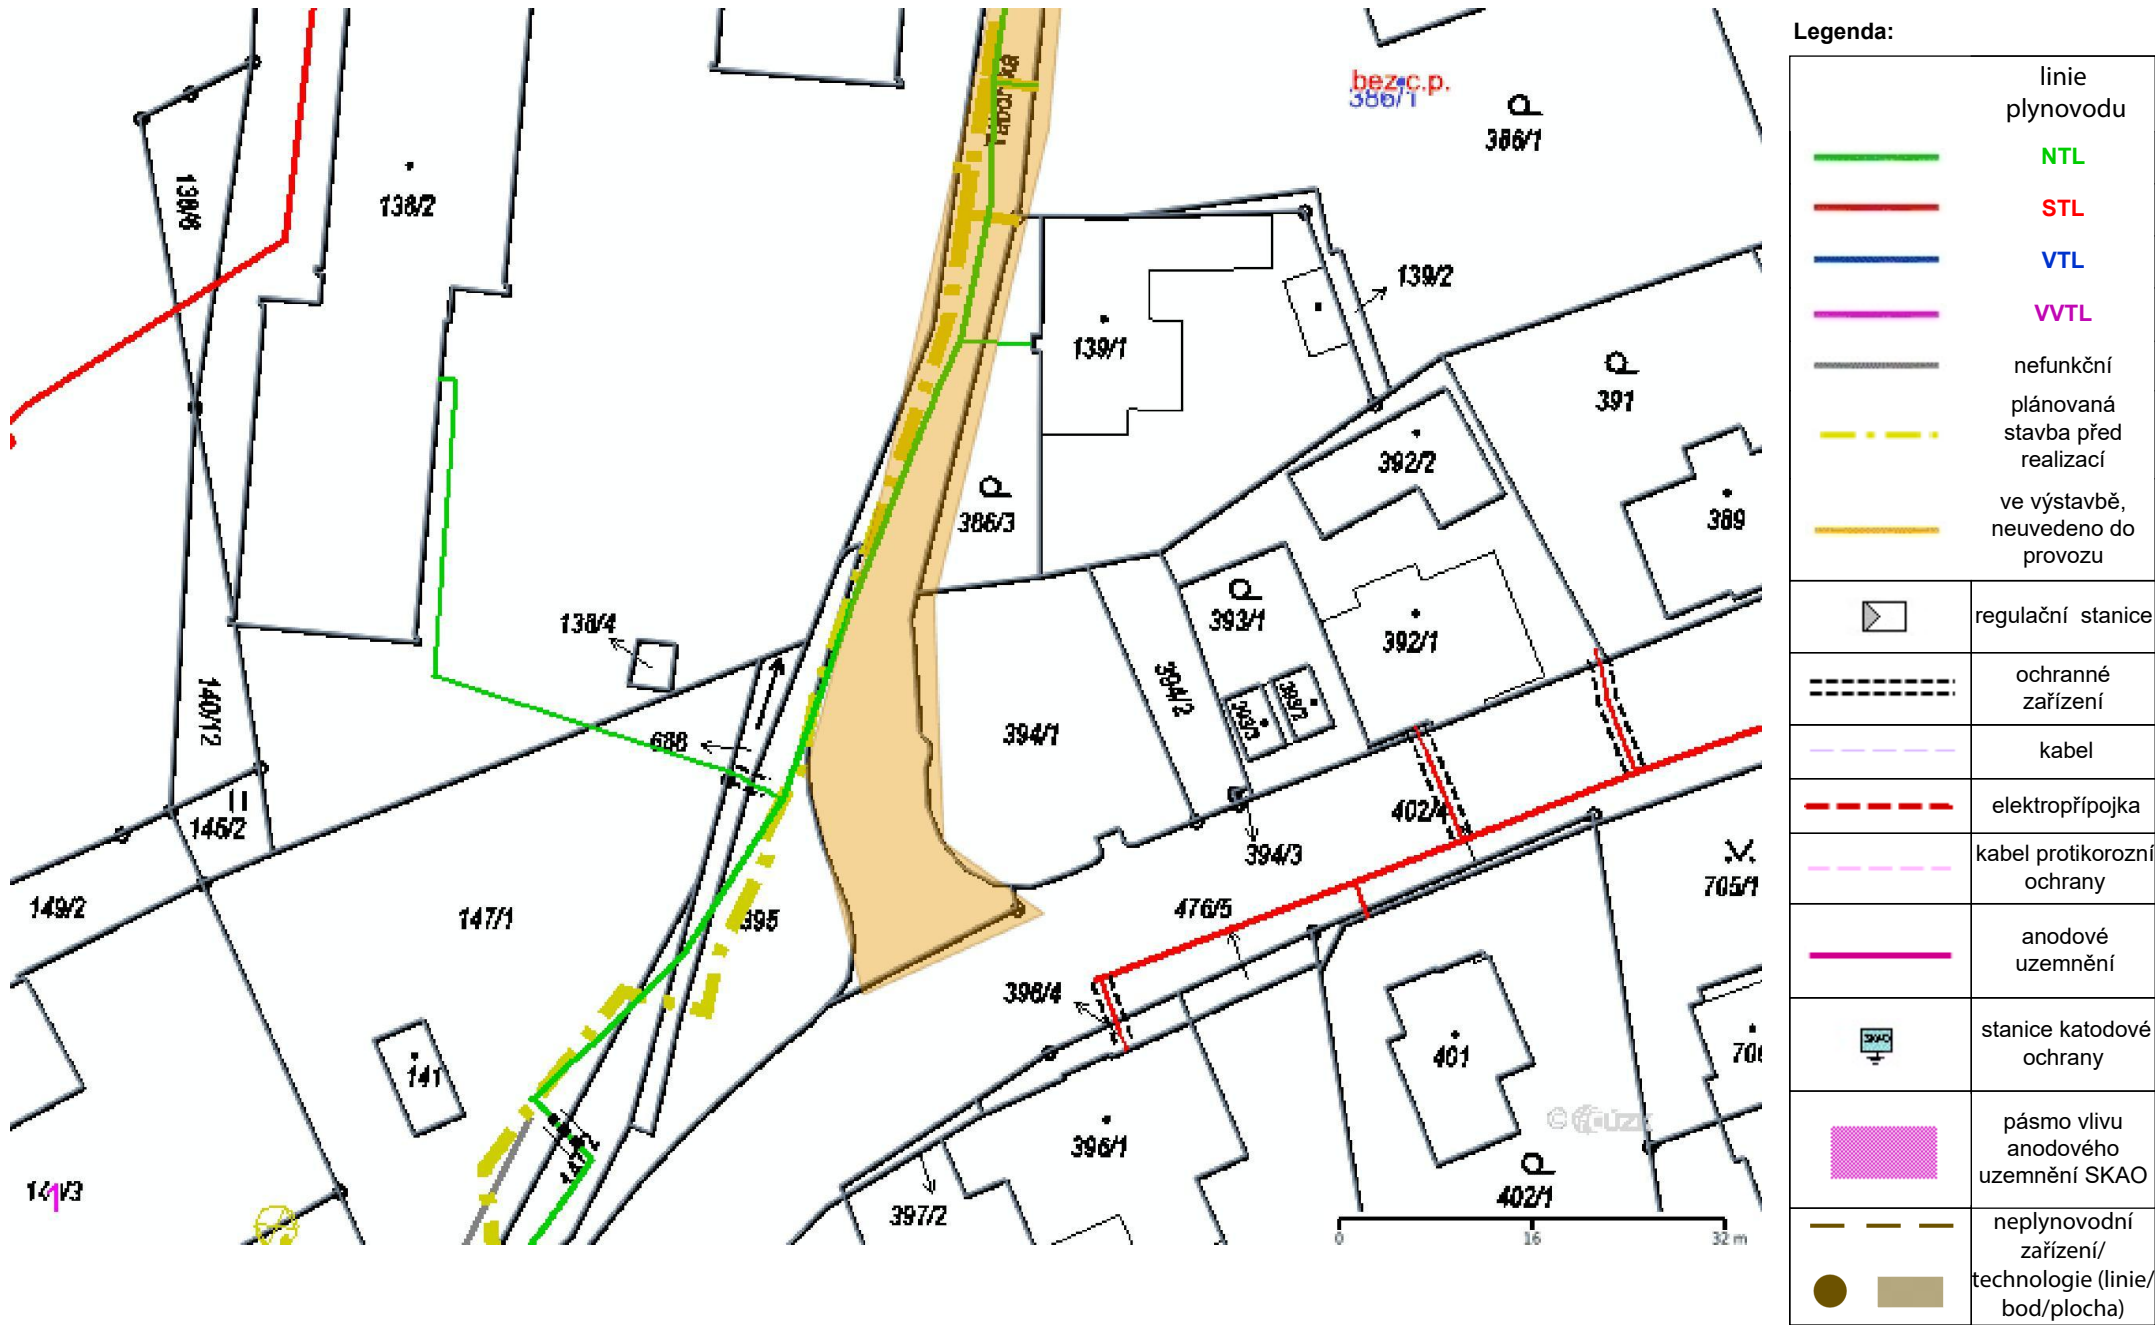 Legenda:
linie
plynovodu
NTL
STL
VTL
VVTL
nefunkční
plánovaná
stavba před
realizací
ve výstavbě,
neuvedeno do
provozu
regulační stanice
ochranné
zařízení
kabel
elektropřípojka
kabel protikorozní
ochrany
anodové
uzemnění
SKAO
stanice katodové
ochrany
pásmo vlivu
anodového
uzemnění SKAO
neplynovodní
zařízení/
technologie (linie/
bod/plocha)
bez č.p.
386/1
386/1
138/6
138/2
139/2
139/1
391
392/2
386/3
389
138/4
393/1
392/1
394/2
393/3
393/2
140/12
688
394/1
146/2
402/4
394/3
705/1
149/2
147/1
395
476/5
396/4
141
401
396/1
397/2
402/1
0 16 32 m